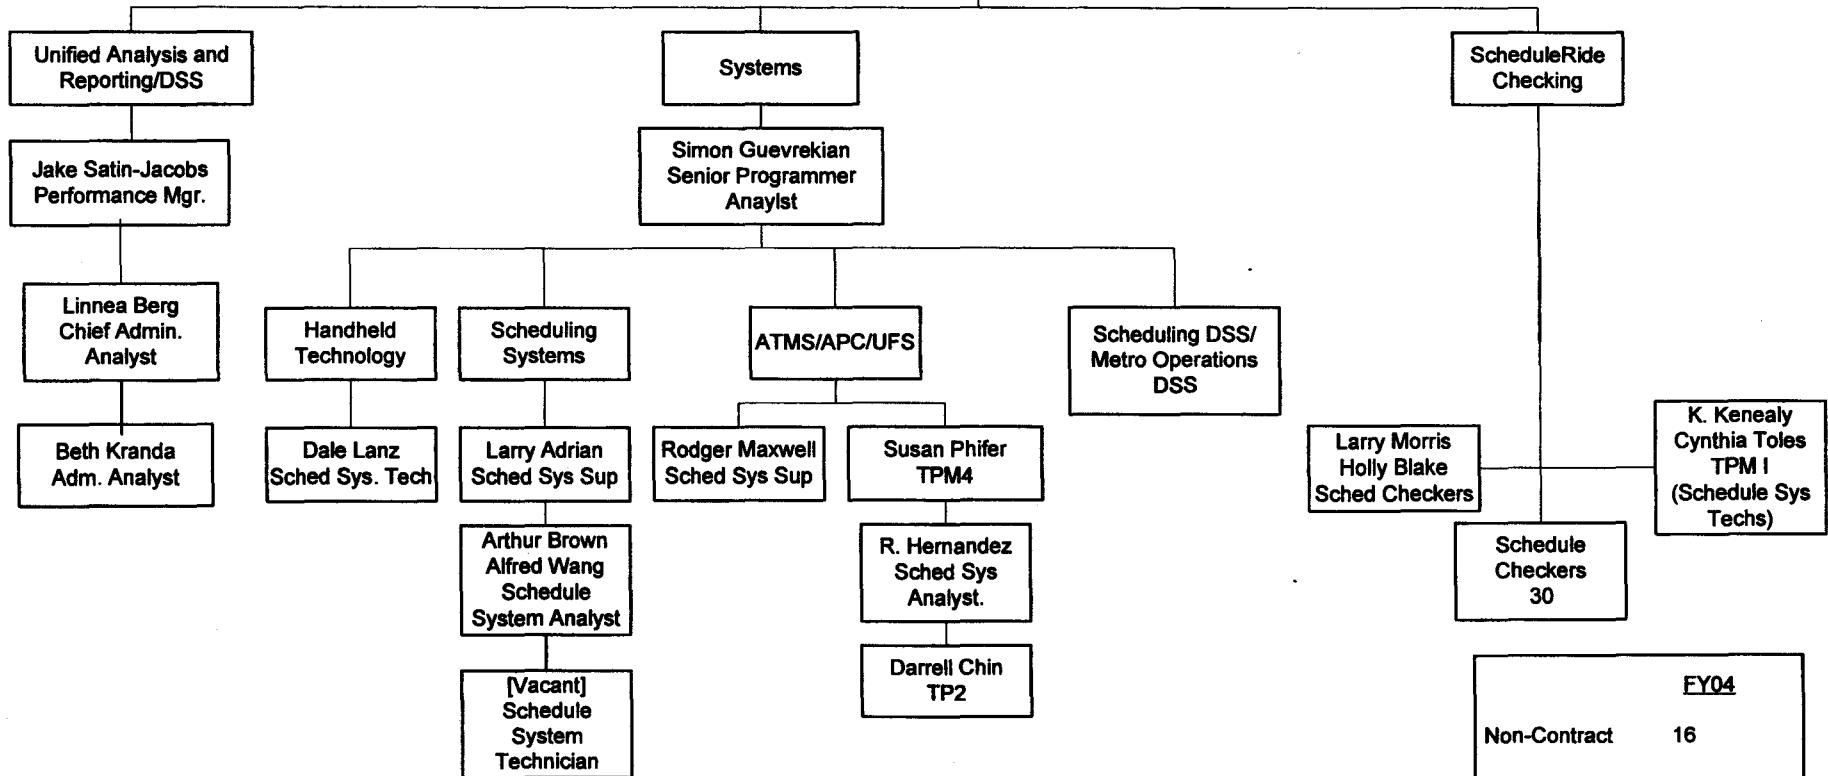 Unified Analysis and
Reporting/DSS
Systems
ScheduleRide
Checking
Jake Satin-Jacobs
Performance Mgr.
Simon Guevrekian
Senior Programmer
Anaylst
Linnea Berg
Chief Admin.
Analyst
Handheld
Technology
Scheduling
Systems
ATMS/APC/UFS
Scheduling DSS/
Metro Operations
DSS
Beth Kranda
Adm. Analyst
Dale Lanz
Sched Sys. Tech
Larry Adrian
Sched Sys Sup
Rodger Maxwell
Sched Sys Sup
Susan Phifer
TPM4
Larry Morris
Holly Blake
Sched Checkers
K. Kenealy
Cynthia Toles
TPM I
(Schedule Sys
Techs)
Arthur Brown
Alfred Wang
Schedule
System Analyst
R. Hernandez
Sched Sys
Analyst.
Schedule
Checkers
30
[Vacant]
Schedule
System
Technician
Darrell Chin
TP2
FY04
Non-Contract 16